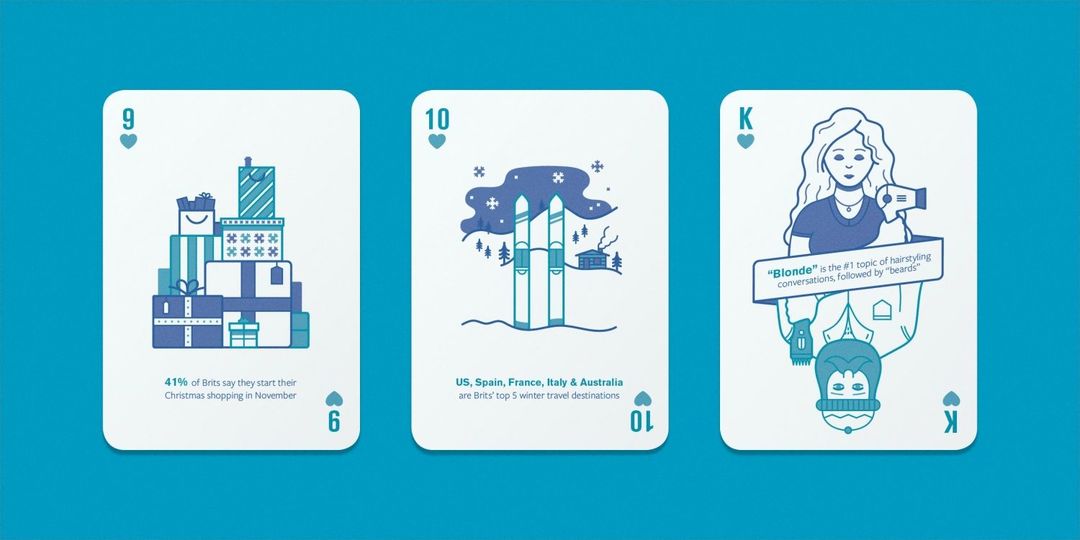 9
41% of Brits say they start their
Christmas shopping in November
9
10
US, Spain, France, Italy & Australia
are Brits' top 5 winter travel destinations
10
K
“Blonde” is the #1 topic of hairstyling
conversations, followed by “beards”
K